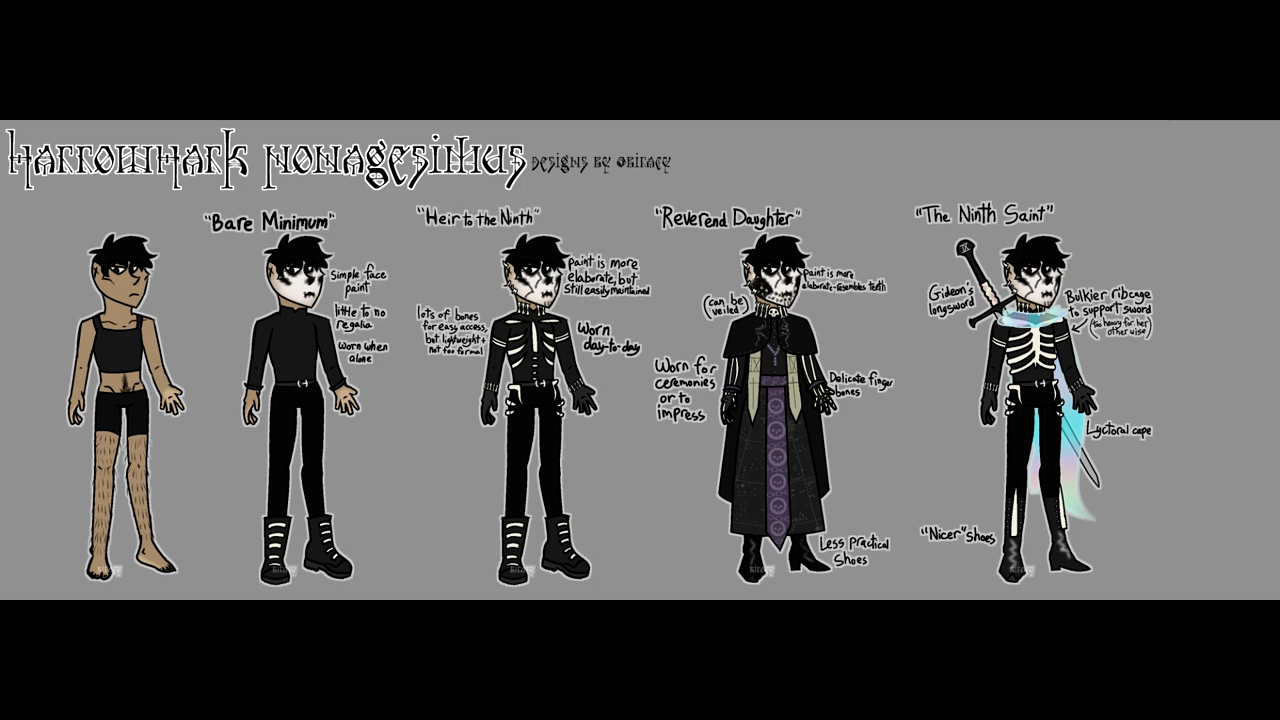 Harrowhark Nonagesimus
Designs by
"Bare Minimum"
Simple face
paint
little to no
regalia
Worn when
alone
"Heir to the Ninth"
paint is more
elaborate, but
still easily maintained
lots of bones
for easy access,
but lightweight +
not too formal
Worn
day-to-day
"Reverend Daughter"
paint is more
elaborate-resembles teeth
(can be
veiled)
Worn for
ceremonies
or to
impress
Delicate finger
bones
Less practical
Shoes
"The Ninth Saint"
Gideon's
longsword
Bulkier ribcage
to support sword
(too heavy for her
otherwise)
Lyctoral cape
"Nicer" shoes